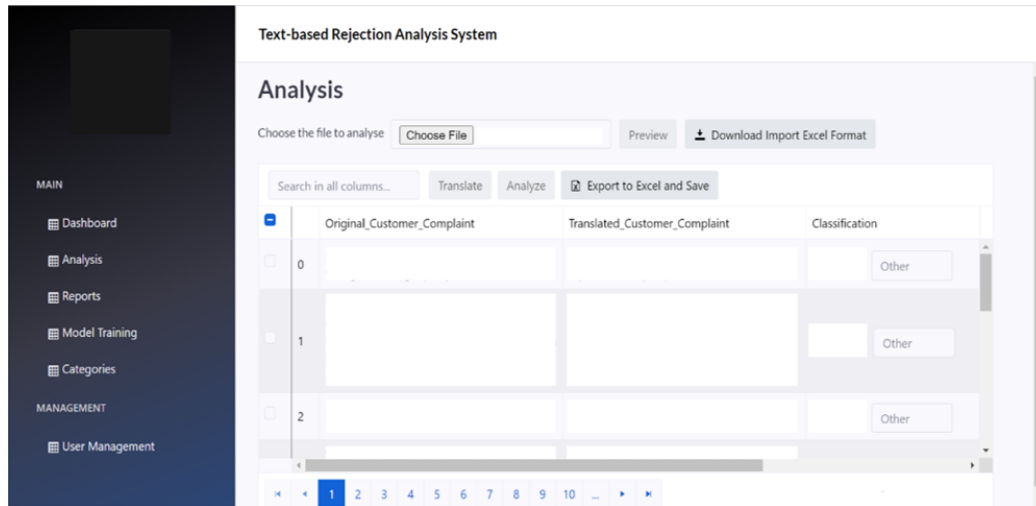 Text-based Rejection Analysis System
Analysis
Choose the file to analyse Choose File Preview Download Import Excel Format
MAIN
Dashboard
Analysis
Reports
Model Training
Categories
MANAGEMENT
User Management
Search in all columns... Translate Analyze Export to Excel and Save
Original_Customer_Complaint Translated_Customer_Complaint Classification
0 Other
1 Other
2 Other
1 2 3 4 5 6 7 8 9 10 ...